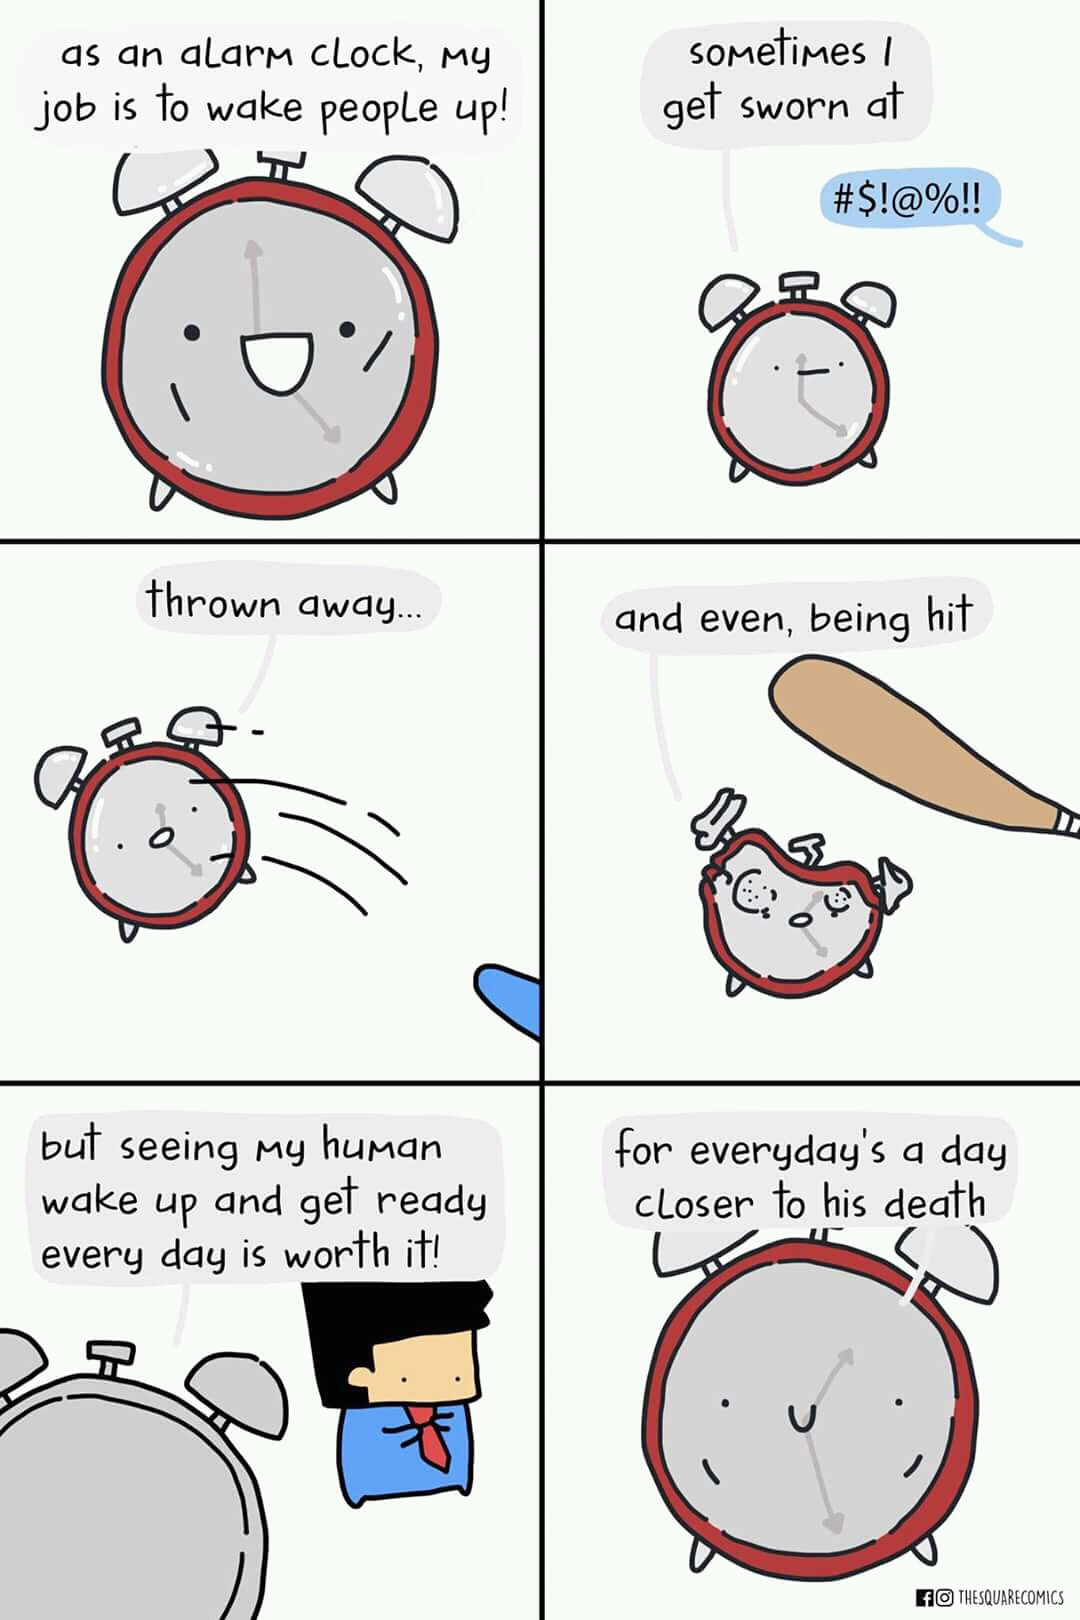 as an alarm clock, my
job is to wake people up!
sometimes I
get sworn at
#$!@%!!
thrown away...
and even, being hit
but seeing my human
wake up and get ready
every day is worth it!
for everyday's a day
closer to his death
THESQUARECOMICS